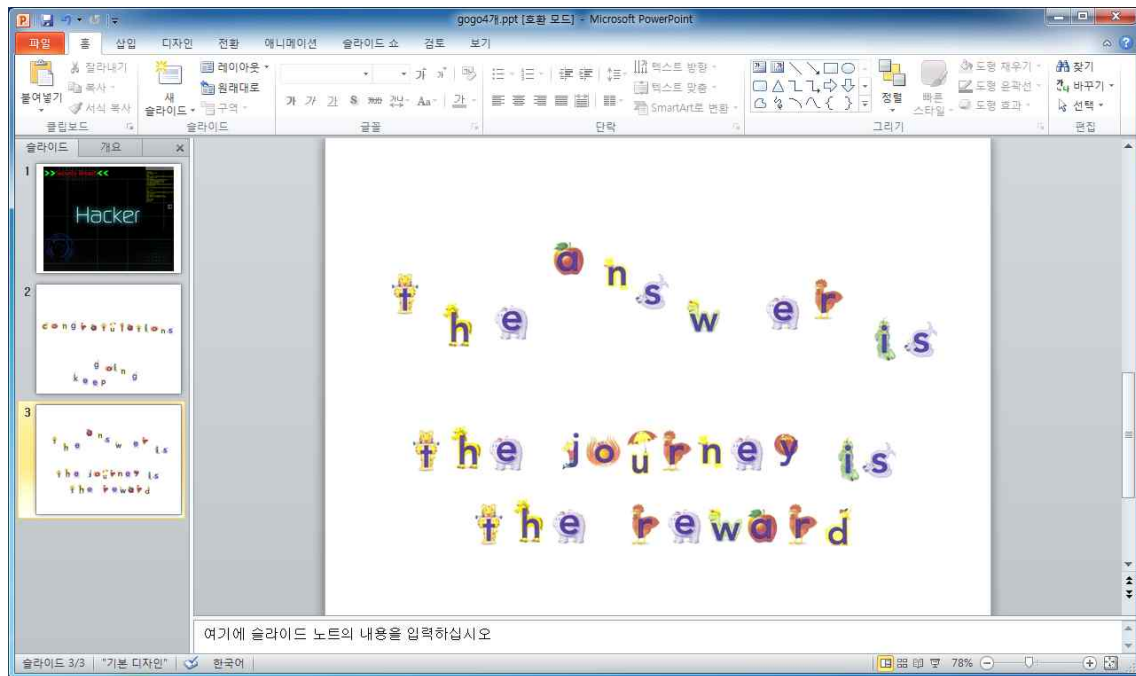 gogo4개.ppt [호환 모드] - Microsoft PowerPoint
파일 홈 삽입 디자인 전환 애니메이션 슬라이드 쇼 검토 보기
붙여넣기 잘라내기 복사 서식 복사
클립보드
새 슬라이드 레이아웃 원래대로 구역
슬라이드
가 가 가 S abc 간 Aa 가
글꼴
텍스트 방향 텍스트 맞춤 SmartArt로 변환
단락
정렬 빠른 스타일 도형 채우기 도형 윤곽선 도형 효과
그리기
찾기 바꾸기 선택
편집
슬라이드 개요
1
Hacker
2
congratulations
keep going
3
the answer is
the journey is
the reward
the answer is
the journey is
the reward
여기에 슬라이드 노트의 내용을 입력하십시오
슬라이드 3/3 "기본 디자인" 한국어 78%